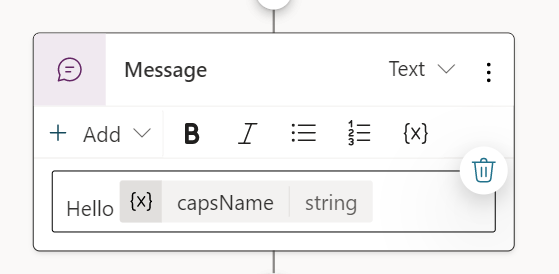 Message Text
Add B I {x}
Hello {x} capsName string